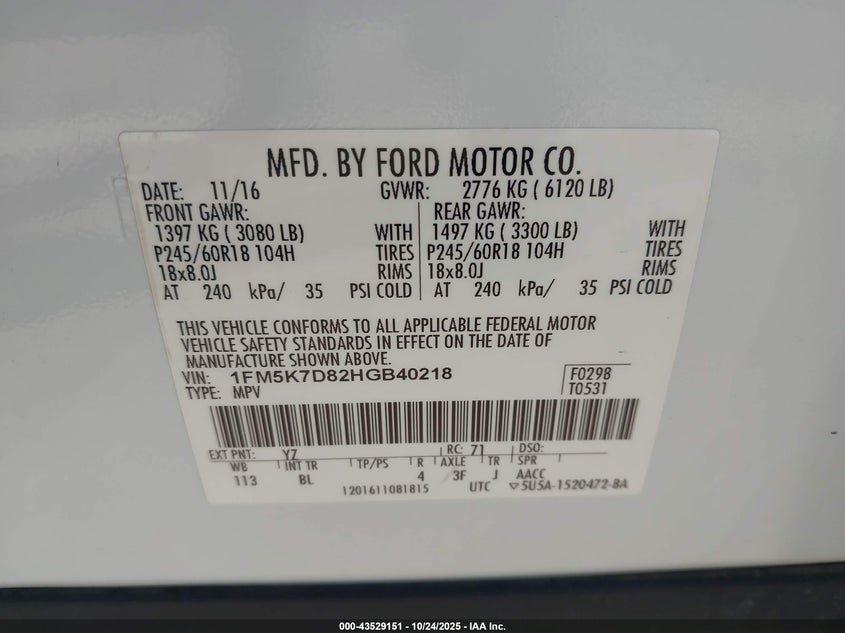 MFD. BY FORD MOTOR CO.
DATE: 11/16 GVWR: 2776 KG ( 6120 LB)
FRONT GAWR: REAR GAWR:
1397 KG ( 3080 LB) WITH 1497 KG ( 3300 LB) WITH
P245/60R18 104H TIRES P245/60R18 104H TIRES
18x8.0J RIMS 18x8.0J RIMS
AT 240 kPa/ 35 PSI COLD AT 240 kPa/ 35 PSI COLD
THIS VEHICLE CONFORMS TO ALL APPLICABLE FEDERAL MOTOR
VEHICLE SAFETY STANDARDS IN EFFECT ON THE DATE OF
MANUFACTURE SHOWN ABOVE.
VIN: 1FM5K7D82HGB40218 F0298
TYPE: MPV T0531
EXT PNT: YZ RC: 71 DSO:
WB INT TR TP/PS R AXLE TR SPR
113 BL 4 3F J AACC
1201611081815 UTC ▽5U5A-1520472-BA
000-43529151 - 10/24/2025 - IAA Inc.